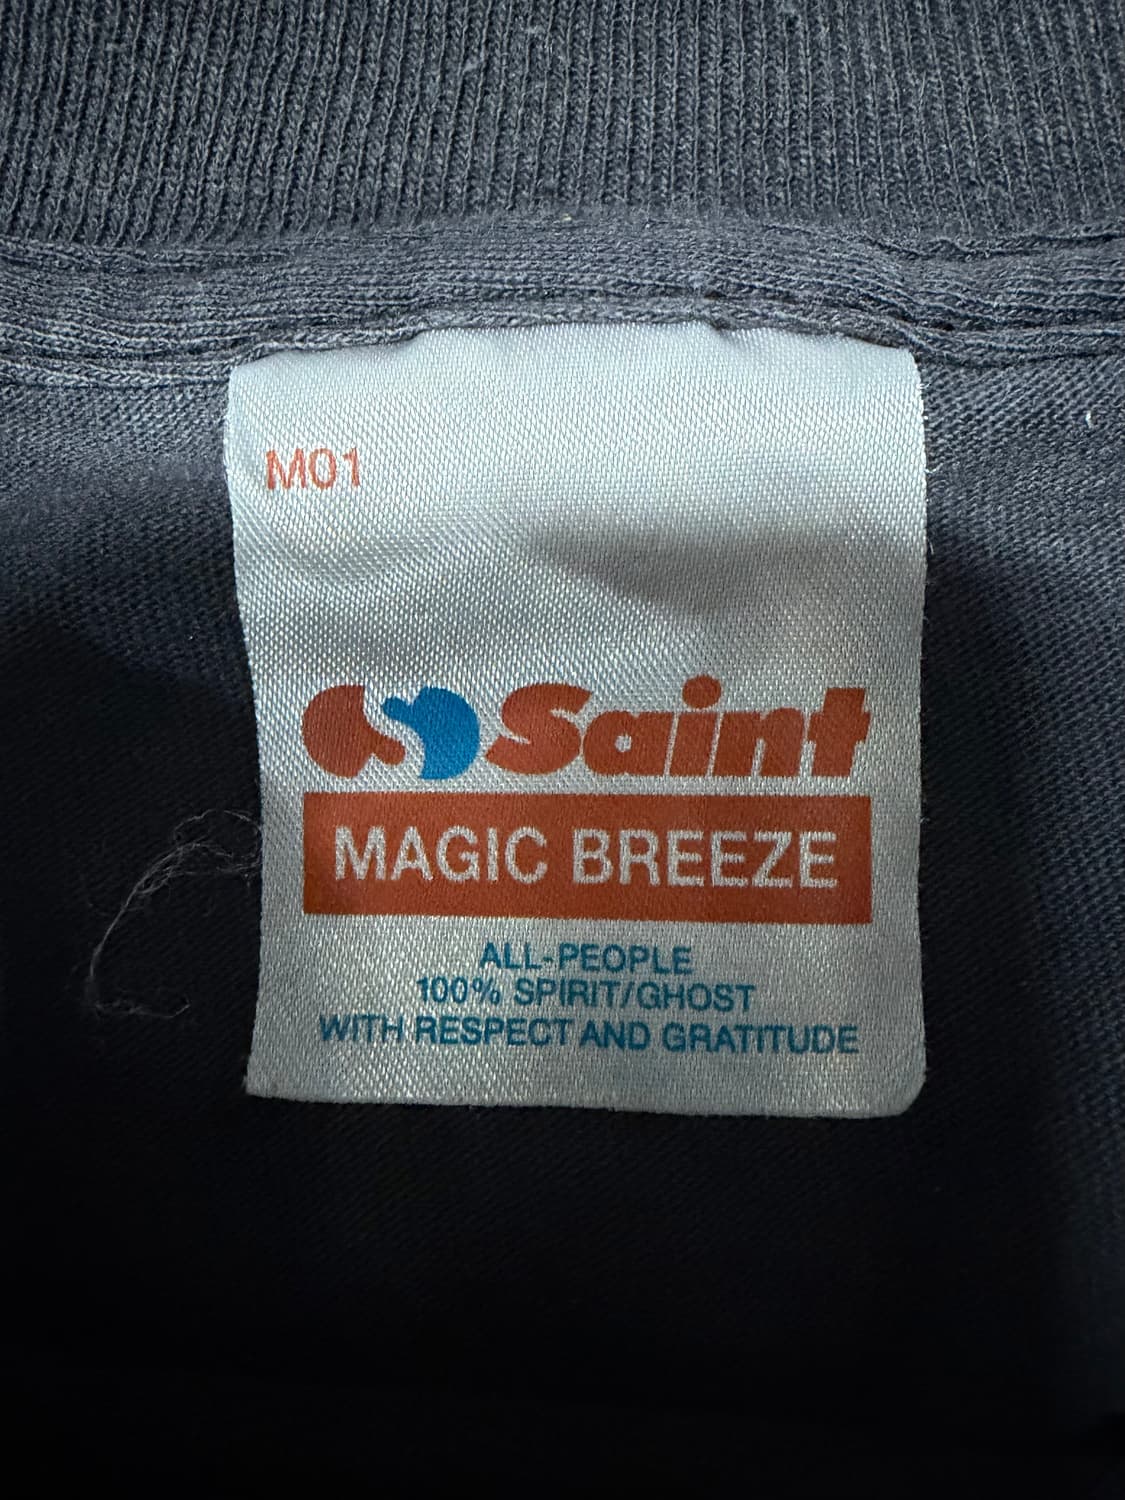 M01
Saint
MAGIC BREEZE
ALL-PEOPLE
100% SPIRIT/GHOST
WITH RESPECT AND GRATITUDE